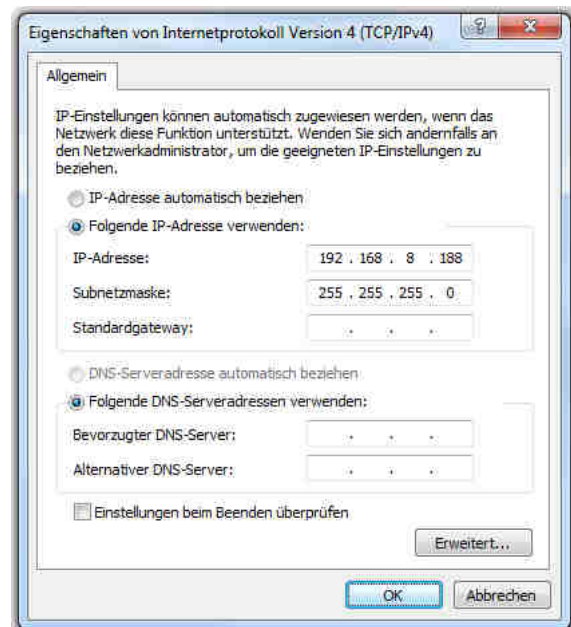 Eigenschaften von Internetprotokoll Version 4 (TCP/IPv4)
Allgemein
IP-Einstellungen können automatisch zugewiesen werden, wenn das
Netzwerk diese Funktion unterstützt. Wenden Sie sich andernfalls an
den Netzwerkadministrator, um die geeigneten IP-Einstellungen zu
beziehen.
IP-Adresse automatisch beziehen
Folgende IP-Adresse verwenden:
IP-Adresse: 192 . 168 . 8 . 188
Subnetzmaske: 255 . 255 . 255 . 0
Standardgateway: . . .
DNS-Serveradresse automatisch beziehen
Folgende DNS-Serveradressen verwenden:
Bevorzugter DNS-Server: . . .
Alternativer DNS-Server: . . .
Einstellungen beim Beenden überprüfen
Erweitert...
OK Abbrechen